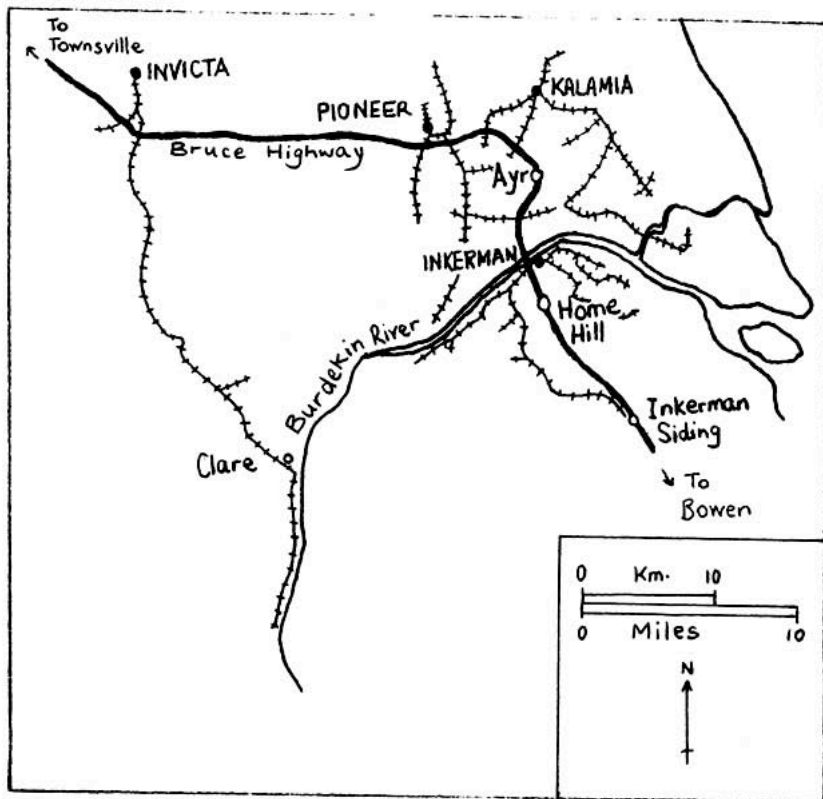 To
Townsville
INVICTA
PIONEER
KALAMIA
Bruce Highway
Ayr
INKERMAN
Home
Hill
Burdekin River
Inkerman
Siding
Clare
To
Bowen
0 Km. 10
0 Miles 10
N